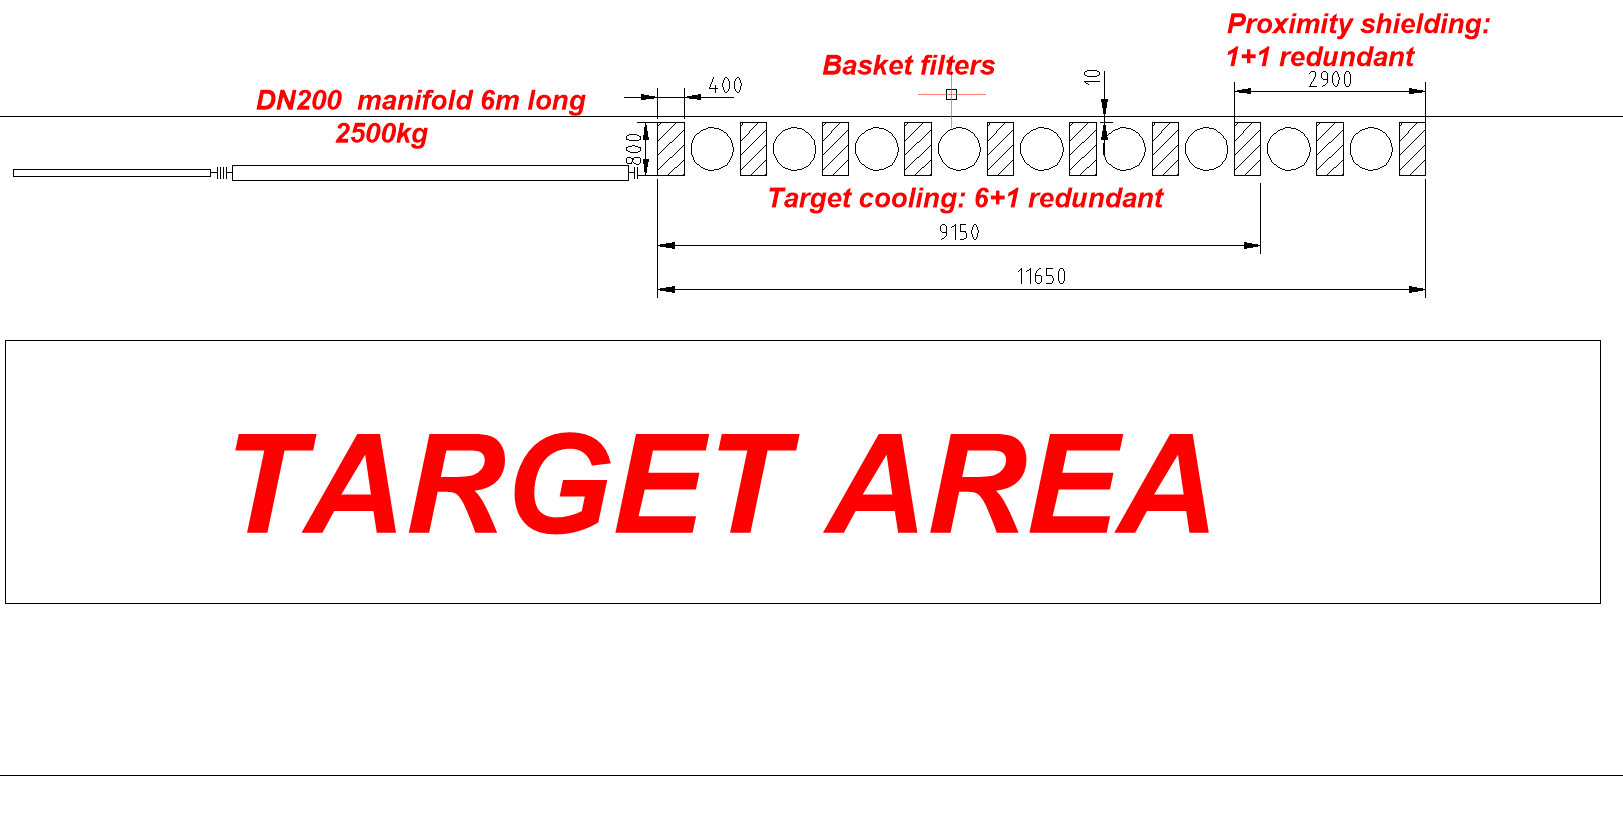 Proximity shielding:
1+1 redundant
2900
Basket filters
10
400
DN200 manifold 6m long
2500kg
800
Target cooling: 6+1 redundant
9150
11650
TARGET AREA